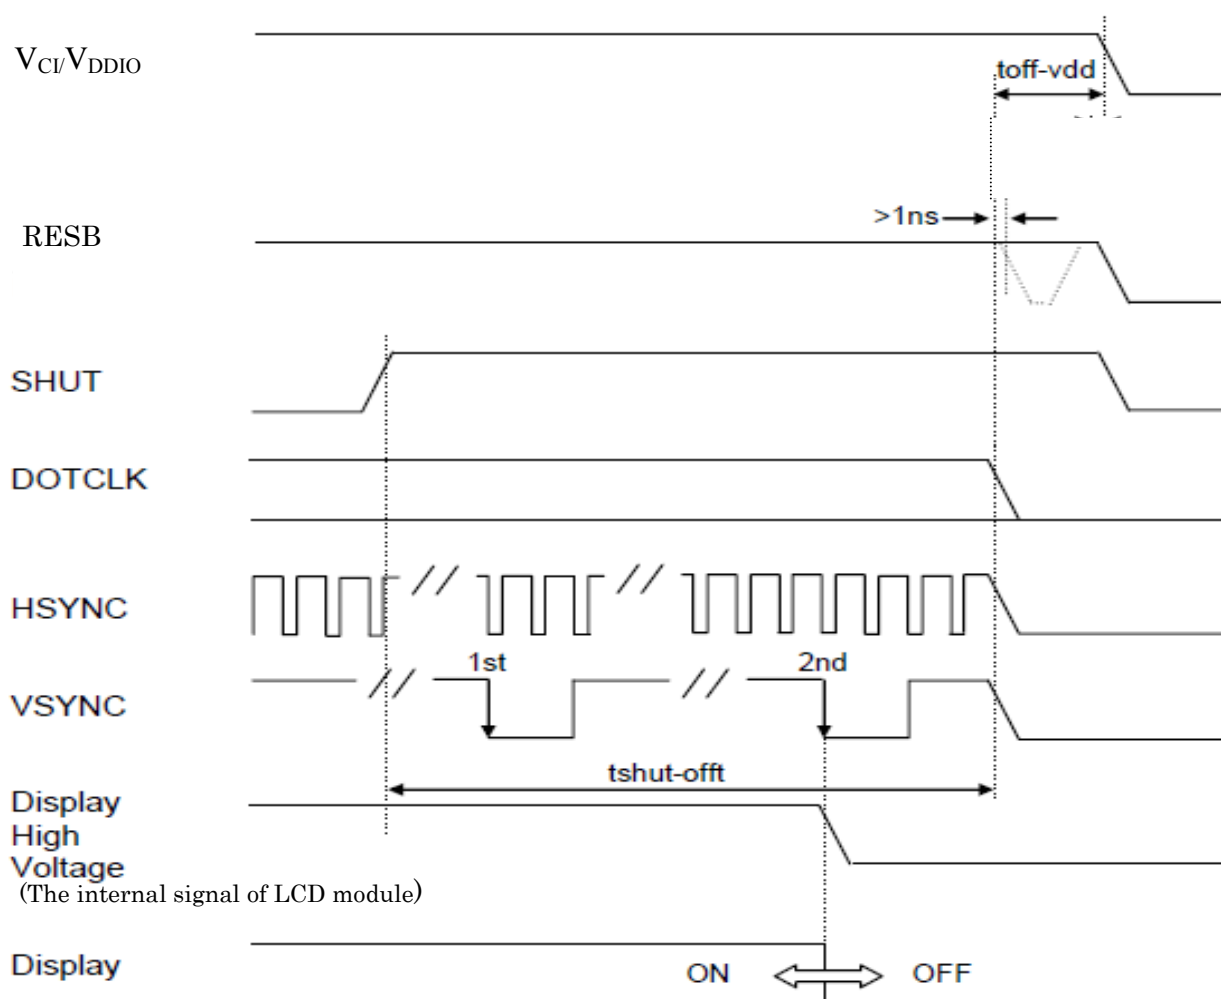 VCI/VDDIO
toff-vdd
>1ns
RESB
SHUT
DOTCLK
HSYNC
1st 2nd
VSYNC
tshut-offt
Display
High
Voltage
(The internal signal of LCD module)
Display ON OFF